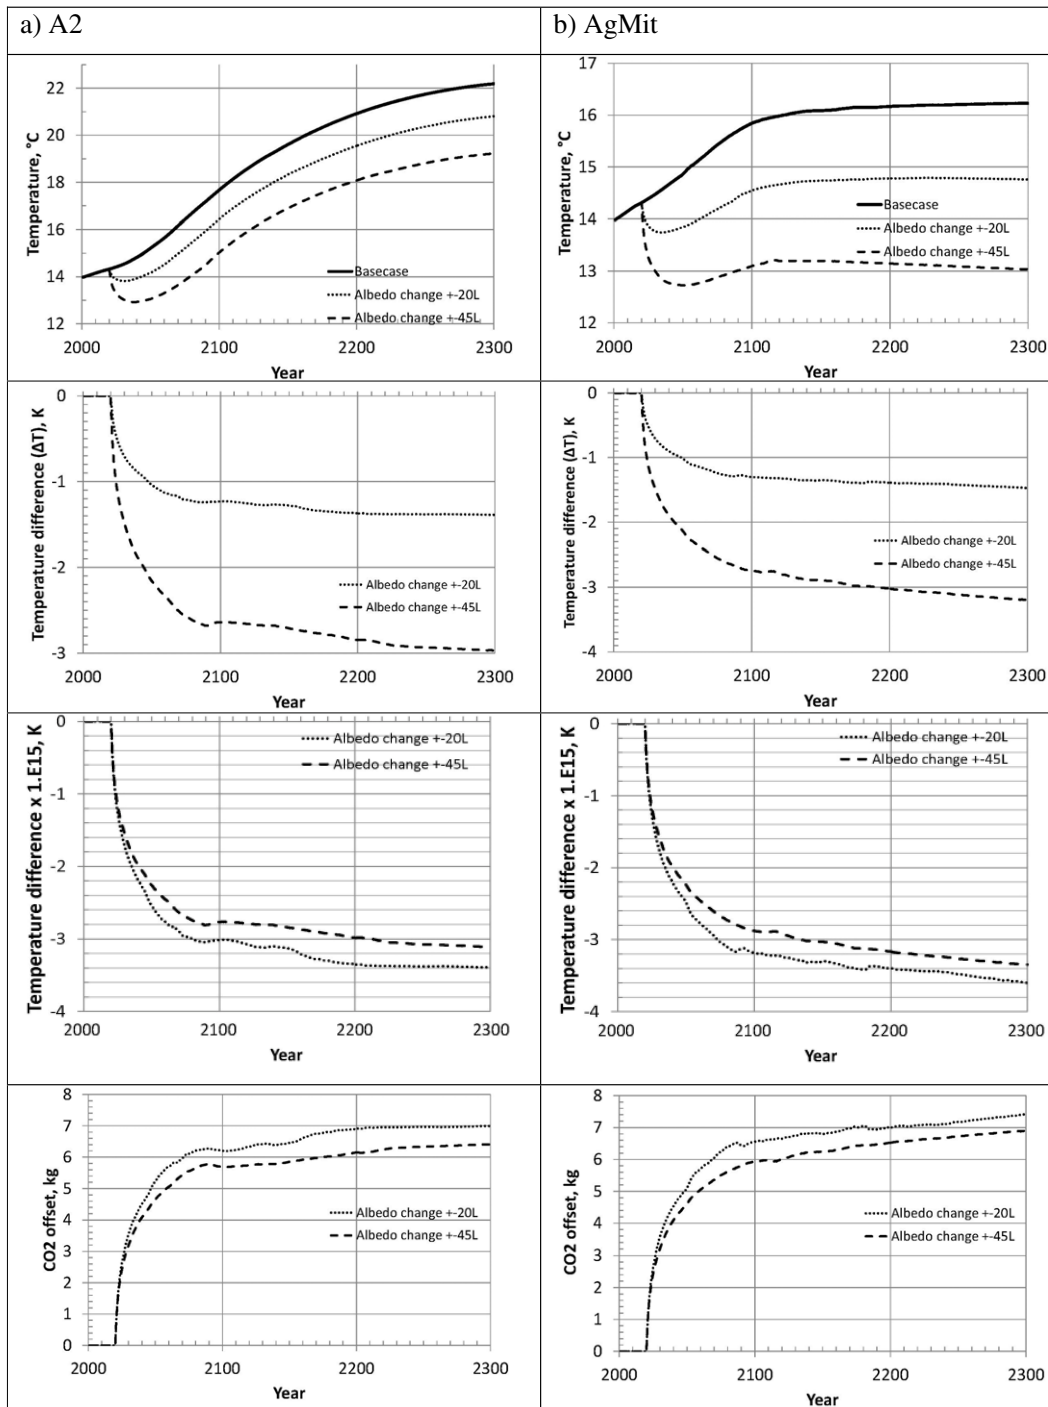 a) A2
b) AgMit
Temperature, °C
22
20
18
16
14
12
Basecase
Albedo change +-20L
Albedo change +-45L
2000 2100 2200 2300
Year
Temperature, °C
17
16
15
14
13
12
Basecase
Albedo change +-20L
Albedo change +-45L
2000 2100 2200 2300
Year
Temperature difference (ΔT), K
0
-1
-2
-3
Albedo change +-20L
Albedo change +-45L
2000 2100 2200 2300
Year
Temperature difference (ΔT), K
0
-1
-2
-3
-4
Albedo change +-20L
Albedo change +-45L
2000 2100 2200 2300
Year
Temperature difference x 1.E15, K
0
-1
-2
-3
-4
Albedo change +-20L
Albedo change +-45L
2000 2100 2200 2300
Year
Temperature difference x 1.E15, K
0
-1
-2
-3
-4
Albedo change +-20L
Albedo change +-45L
2000 2100 2200 2300
Year
CO2 offset, kg
8
7
6
5
4
3
2
1
0
Albedo change +-20L
Albedo change +-45L
2000 2100 2200 2300
Year
CO2 offset, kg
8
7
6
5
4
3
2
1
0
Albedo change +-20L
Albedo change +-45L
2000 2100 2200 2300
Year